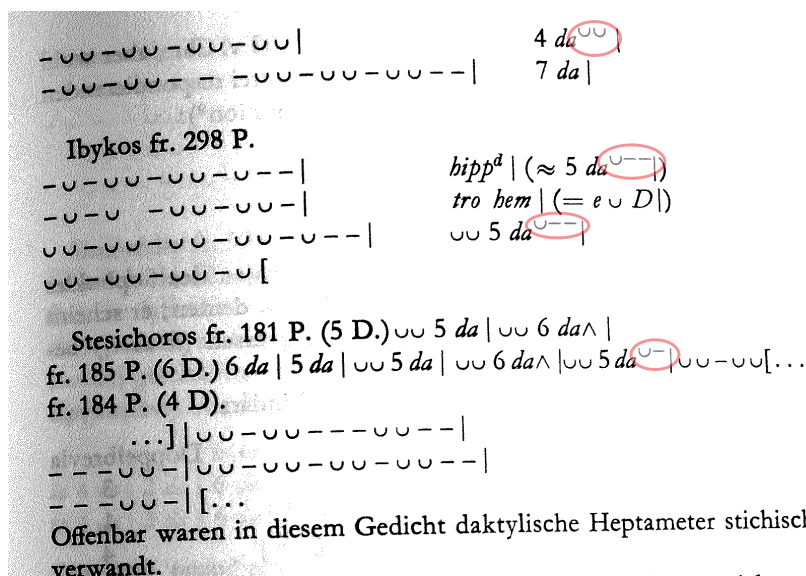 –∪∪–∪∪–∪∪–∪∪| 4 da∪∪|
–∪∪–∪∪– – –∪∪–∪∪–∪∪––| 7 da|
Ibykos fr. 298 P.
–∪–∪∪–∪∪–∪––| hippᵈ | (≈ 5 da∪––|)
–∪–∪ –∪∪–∪∪–| tro hem | (= e ∪ D|)
∪∪–∪∪–∪∪–∪∪–∪––| ∪∪ 5 da∪––|
∪∪–∪∪–∪∪–∪[
Stesichoros fr. 181 P. (5 D.) ∪∪ 5 da | ∪∪ 6 da∧ |
fr. 185 P. (6 D.) 6 da | 5 da | ∪∪ 5 da | ∪∪ 6 da∧ |∪∪ 5 da∪–|∪∪–∪∪[...
fr. 184 P. (4 D).
...]|∪∪–∪∪–––∪∪––|
–––∪∪–|∪∪–∪∪–∪∪–∪∪––|
–––∪∪–|[...
Offenbar waren in diesem Gedicht daktylische Heptameter stichisch
verwandt.